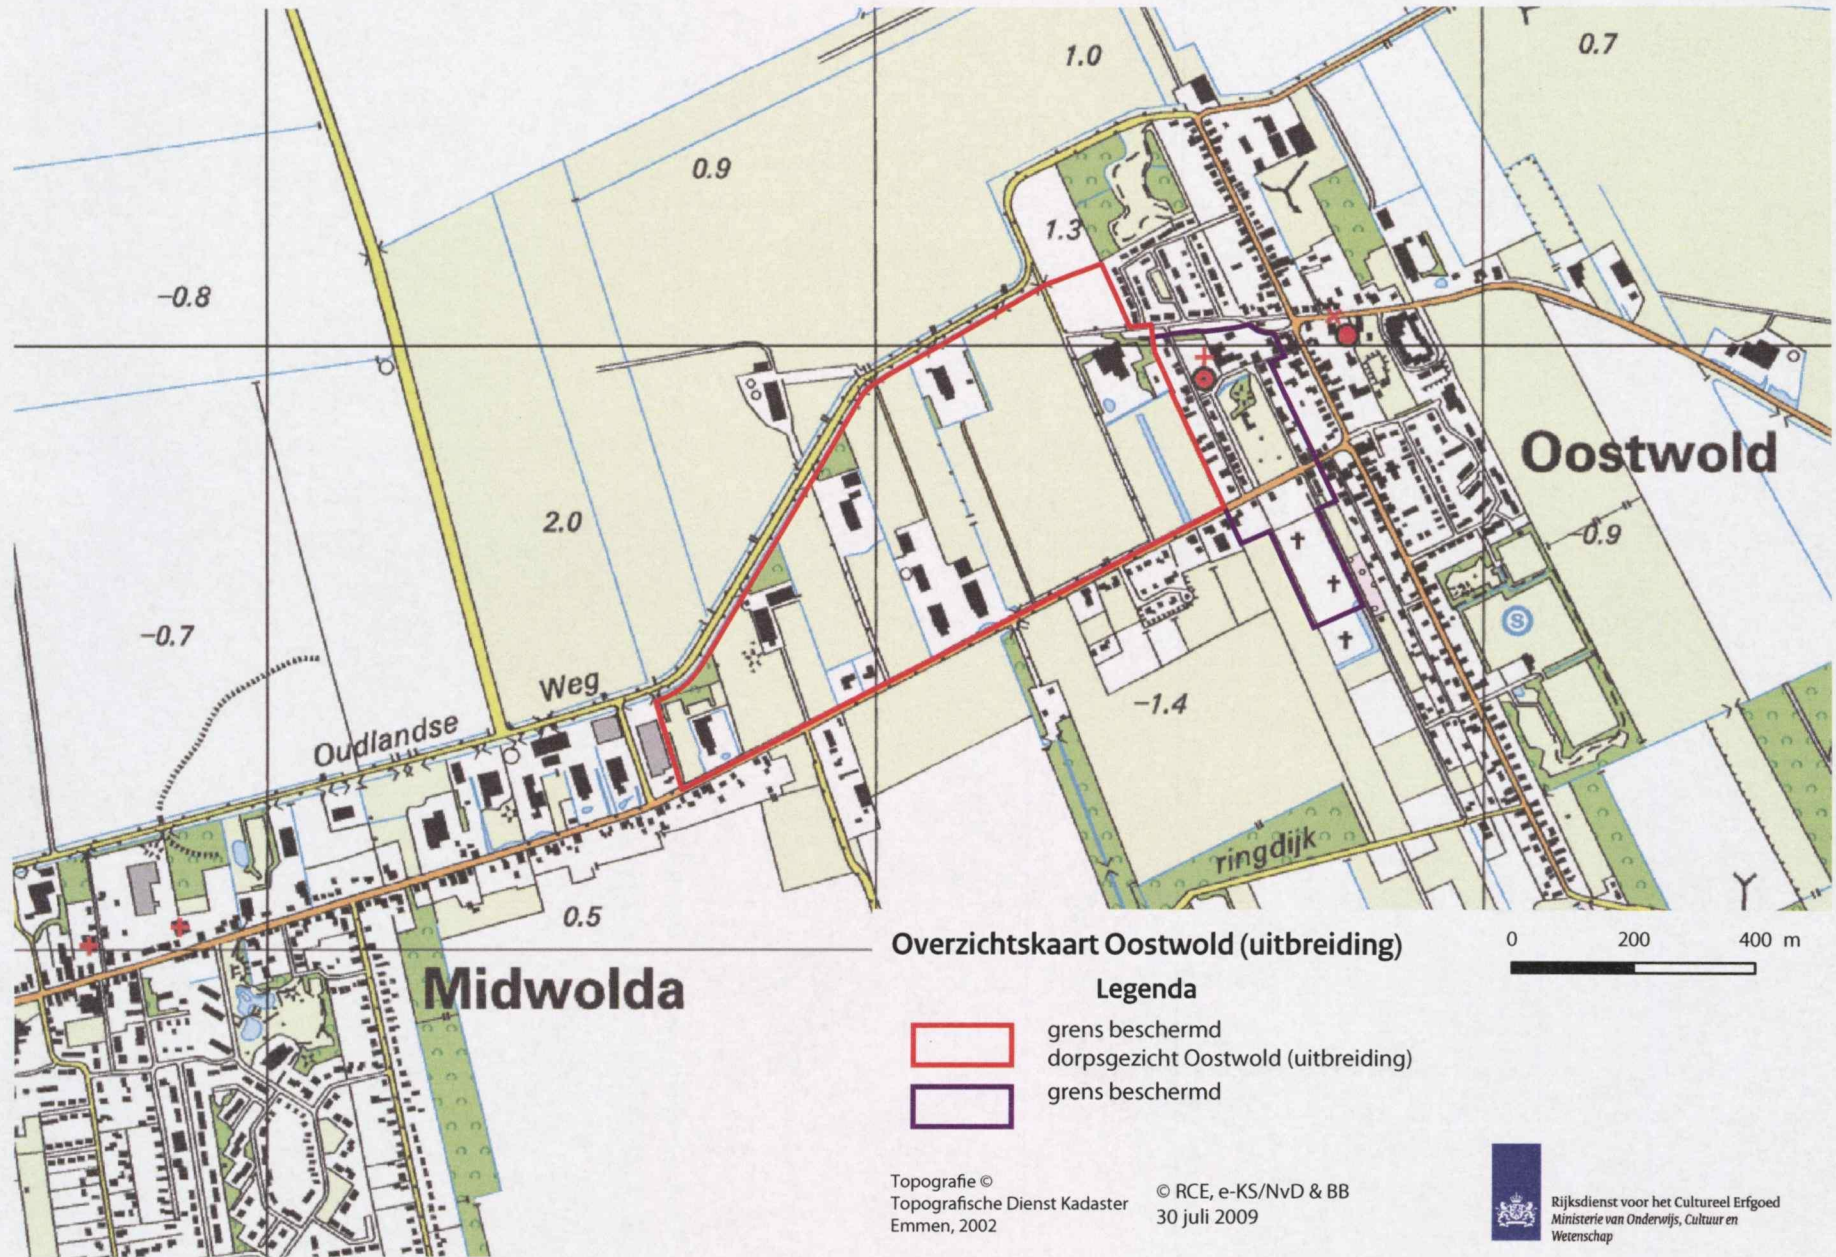 1.0
0.7
0.9
1.3
−0.8
Oostwold
2.0
−0.9
−0.7
S
Weg
−1.4
Oudlandse
ringdijk
0.5
Overzichtskaart Oostwold (uitbreiding)
0 200 400 m
Midwolda
Legenda
grens beschermd
dorpsgezicht Oostwold (uitbreiding)
grens beschermd
Topografie ©
Topografische Dienst Kadaster
Emmen, 2002
© RCE, e-KS/NvD & BB
30 juli 2009
Rijksdienst voor het Cultureel Erfgoed
Ministerie van Onderwijs, Cultuur en
Wetenschap